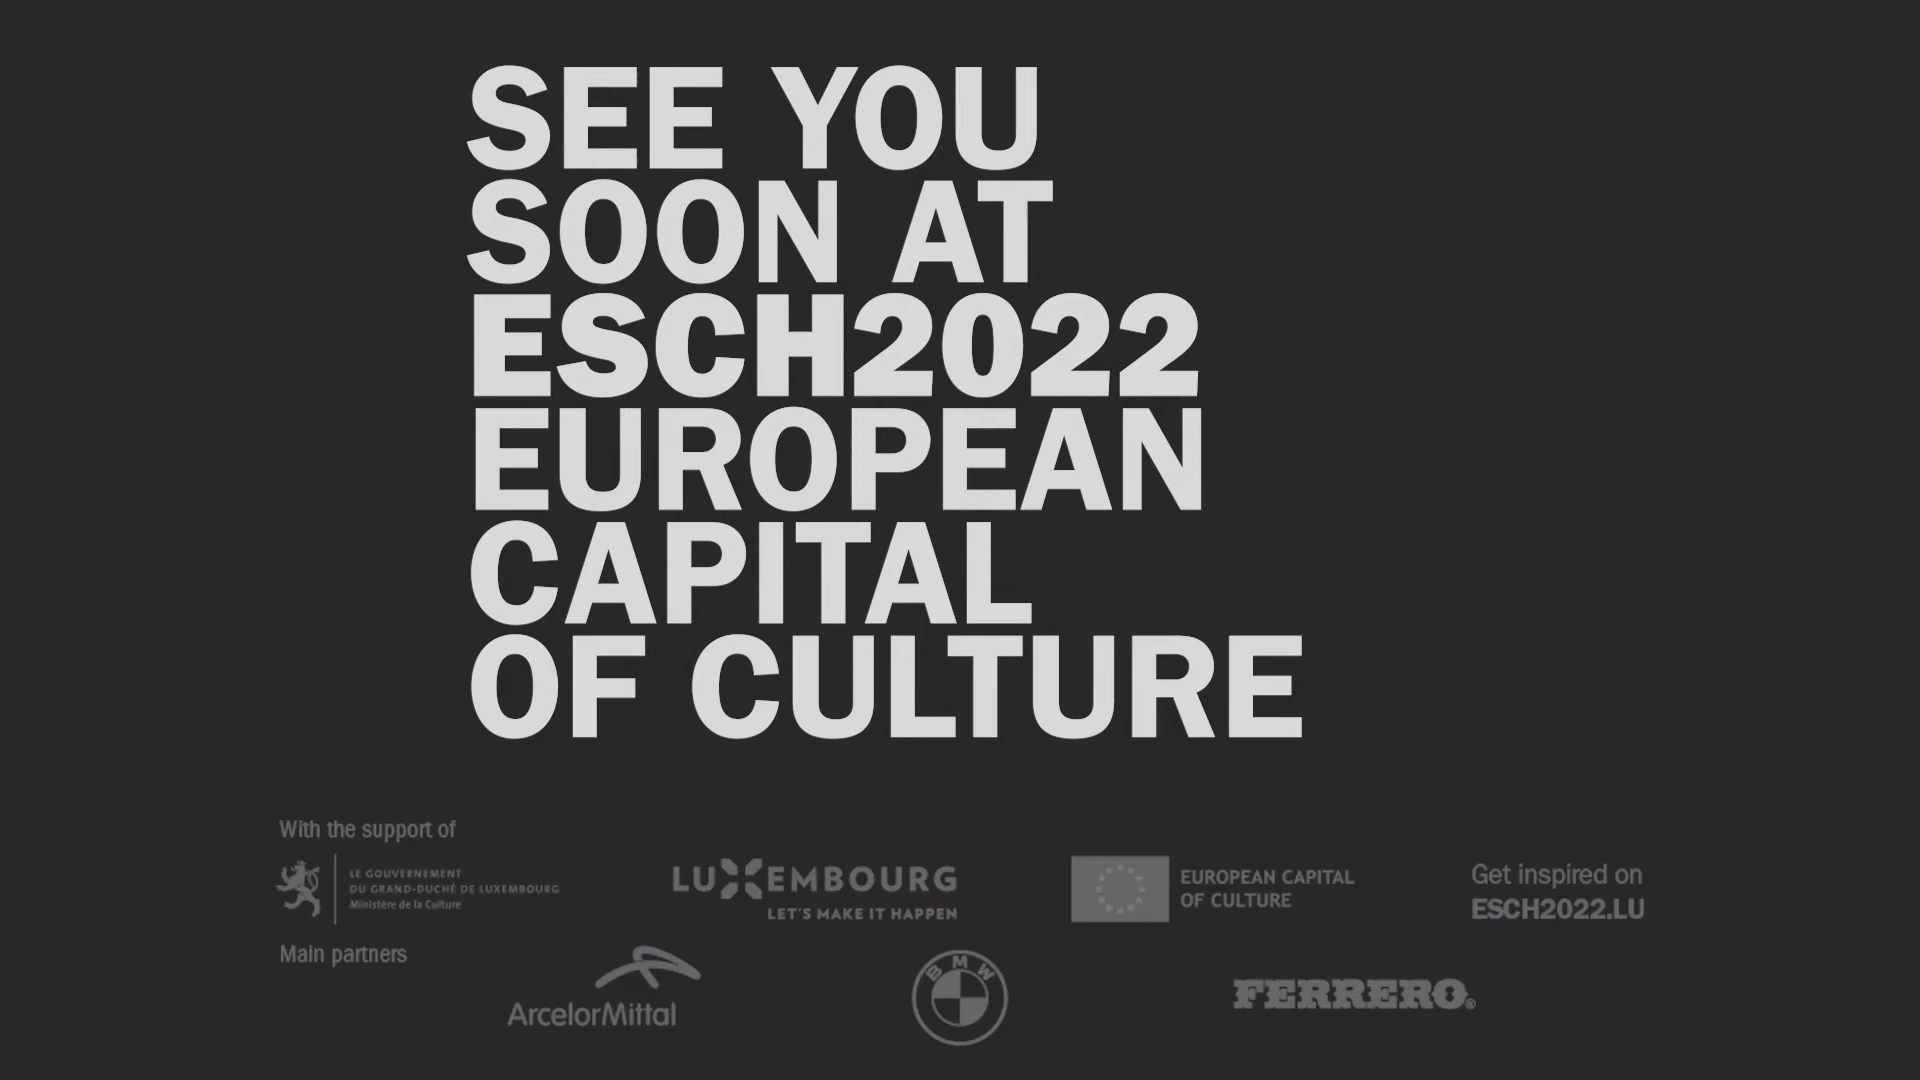 SEE YOU
SOON AT
ESCH2022
EUROPEAN
CAPITAL
OF CULTURE
With the support of
LE GOUVERNEMENT
DU GRAND-DUCHÉ DE LUXEMBOURG
Ministère de la Culture
LUXEMBOURG
LET'S MAKE IT HAPPEN
EUROPEAN CAPITAL
OF CULTURE
Get inspired on
ESCH2022.LU
Main partners
ArcelorMittal
BMW
FERRERO®